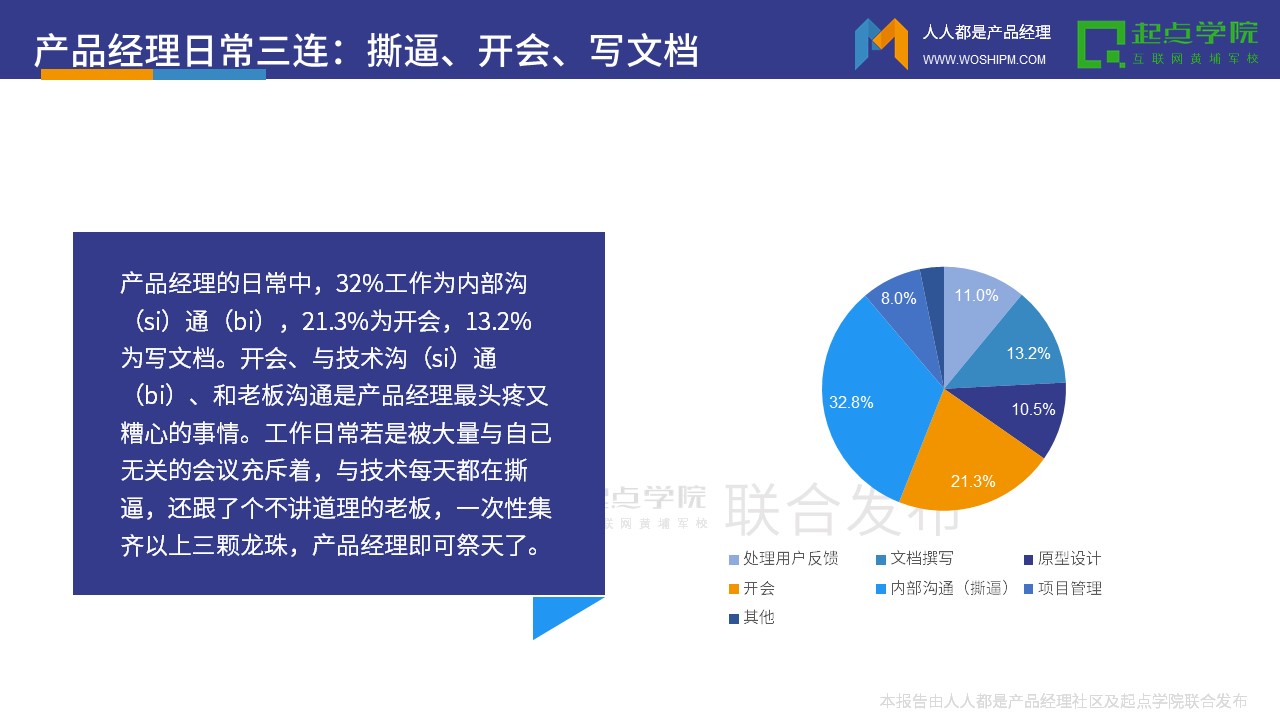 产品经理日常三连：撕逼、开会、写文档
人人都是产品经理
WWW.WOSHIPM.COM
起点学院
互联网黄埔军校
产品经理的日常中，32%工作为内部沟
（si）通（bi），21.3%为开会，13.2%
为写文档。开会、与技术沟（si）通
（bi）、和老板沟通是产品经理最头疼又
糟心的事情。工作日常若是被大量与自己
无关的会议充斥着，与技术每天都在撕
逼，还跟了个不讲道理的老板，一次性集
齐以上三颗龙珠，产品经理即可祭天了。
11.0%
13.2%
10.5%
21.3%
32.8%
8.0%
点学院
联网黄埔军校
联合发布
处理用户反馈
文档撰写
原型设计
开会
内部沟通（撕逼）
项目管理
其他
本报告由人人都是产品经理社区及起点学院联合发布